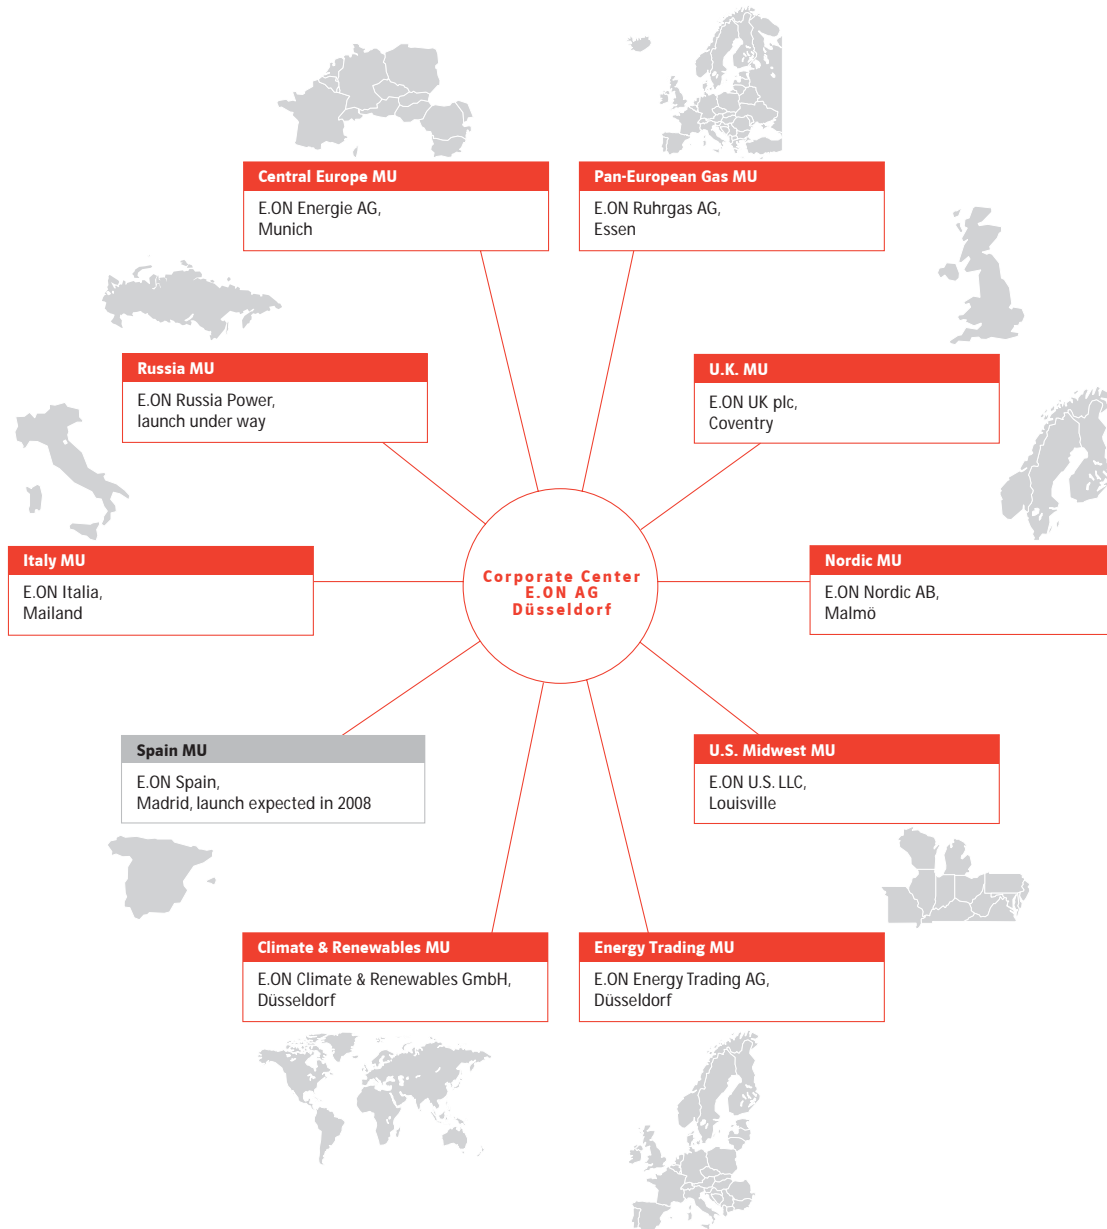 Central Europe MU
E.ON Energie AG,
Munich
Pan-European Gas MU
E.ON Ruhrgas AG,
Essen
Russia MU
E.ON Russia Power,
launch under way
U.K. MU
E.ON UK plc,
Coventry
Italy MU
E.ON Italia,
Mailand
Corporate Center
E.ON AG
Düsseldorf
Nordic MU
E.ON Nordic AB,
Malmö
Spain MU
E.ON Spain,
Madrid, launch expected in 2008
U.S. Midwest MU
E.ON U.S. LLC,
Louisville
Climate & Renewables MU
E.ON Climate & Renewables GmbH,
Düsseldorf
Energy Trading MU
E.ON Energy Trading AG,
Düsseldorf